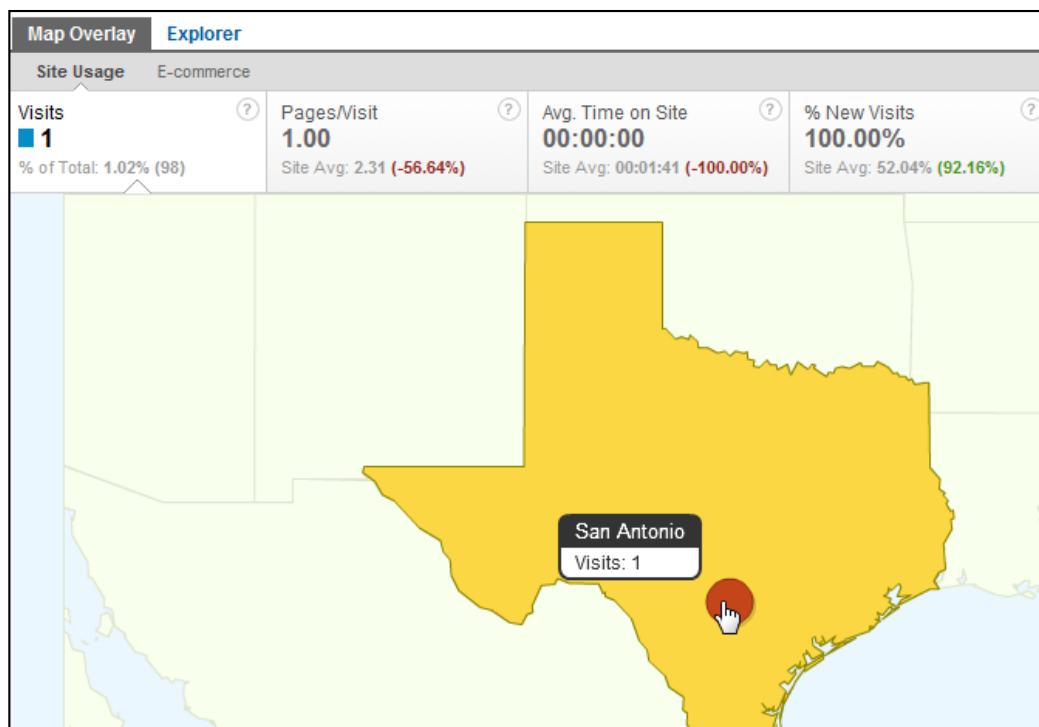 Map Overlay Explorer
Site Usage E-commerce
Visits ?
1
% of Total: 1.02% (98)
Pages/Visit ?
1.00
Site Avg: 2.31 (-56.64%)
Avg. Time on Site ?
00:00:00
Site Avg: 00:01:41 (-100.00%)
% New Visits ?
100.00%
Site Avg: 52.04% (92.16%)
San Antonio
Visits: 1